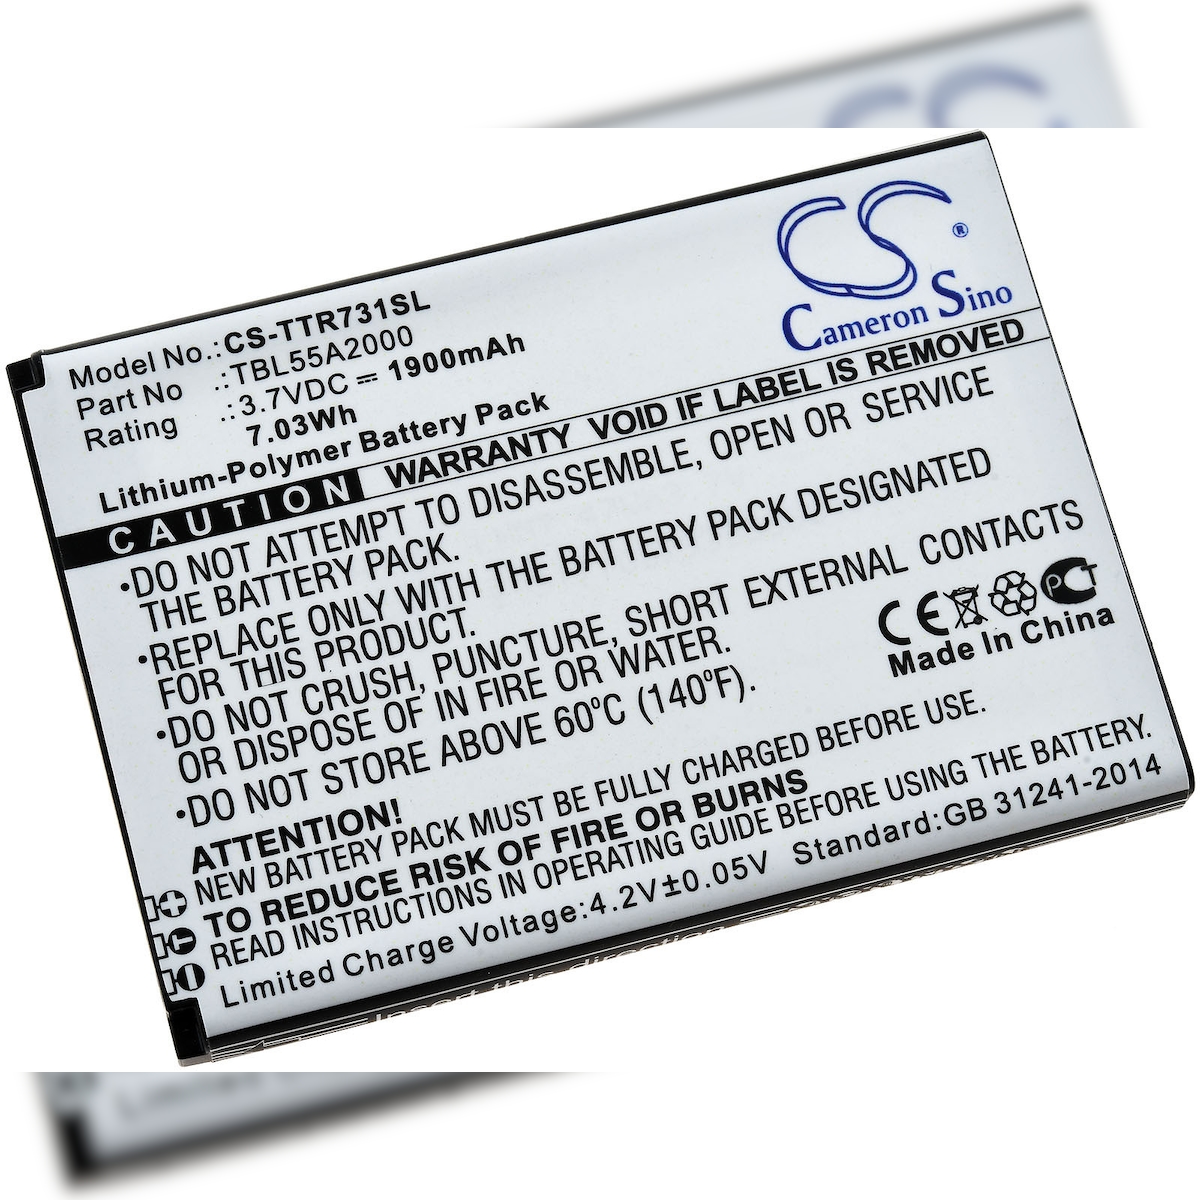 CS ®
Cameron Sino
Model No.:CS-TTR731SL
Part No .:TBL55A2000
Rating .:3.7VDC ⎓ 1900mAh
7.03Wh
Lithium-Polymer Battery Pack
CAUTION WARRANTY VOID IF LABEL IS REMOVED
•DO NOT ATTEMPT TO DISASSEMBLE, OPEN OR SERVICE
THE BATTERY PACK.
•REPLACE ONLY WITH THE BATTERY PACK DESIGNATED
FOR THIS PRODUCT.
•DO NOT CRUSH, PUNCTURE, SHORT EXTERNAL CONTACTS
OR DISPOSE OF IN FIRE OR WATER.
•DO NOT STORE ABOVE 60°C (140°F).
CE PCT
Made In China
ATTENTION!
NEW BATTERY PACK MUST BE FULLY CHARGED BEFORE USE.
TO REDUCE RISK OF FIRE OR BURNS
READ INSTRUCTIONS IN OPERATING GUIDE BEFORE USING THE BATTERY.
Limited Charge Voltage:4.2V±0.05V Standard:GB 31241-2014
Insert this direction